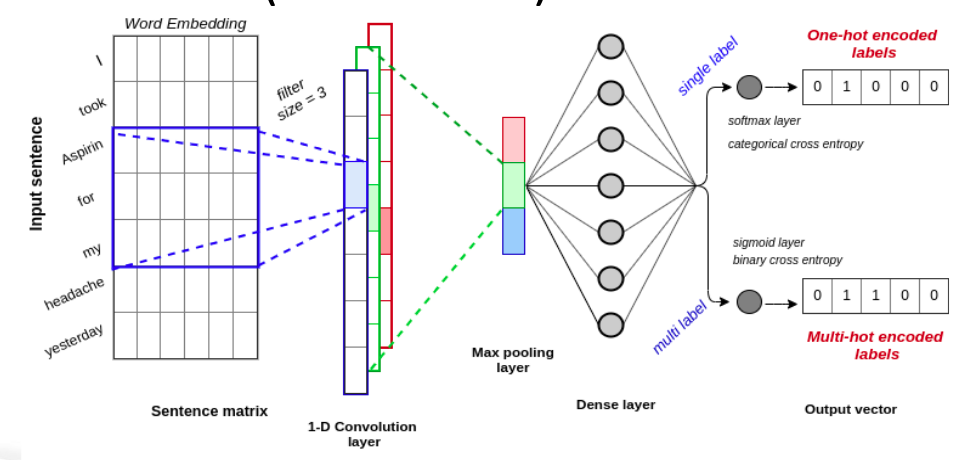 Word Embedding
Input sentence
I
took
Aspirin
for
my
headache
yesterday
Sentence matrix
filter
size = 3
1-D Convolution
layer
Max pooling
layer
Dense layer
single label
softmax layer
categorical cross entropy
One-hot encoded
labels
0 1 0 0 0
sigmoid layer
binary cross entropy
multi label
0 1 1 0 0
Multi-hot encoded
labels
Output vector